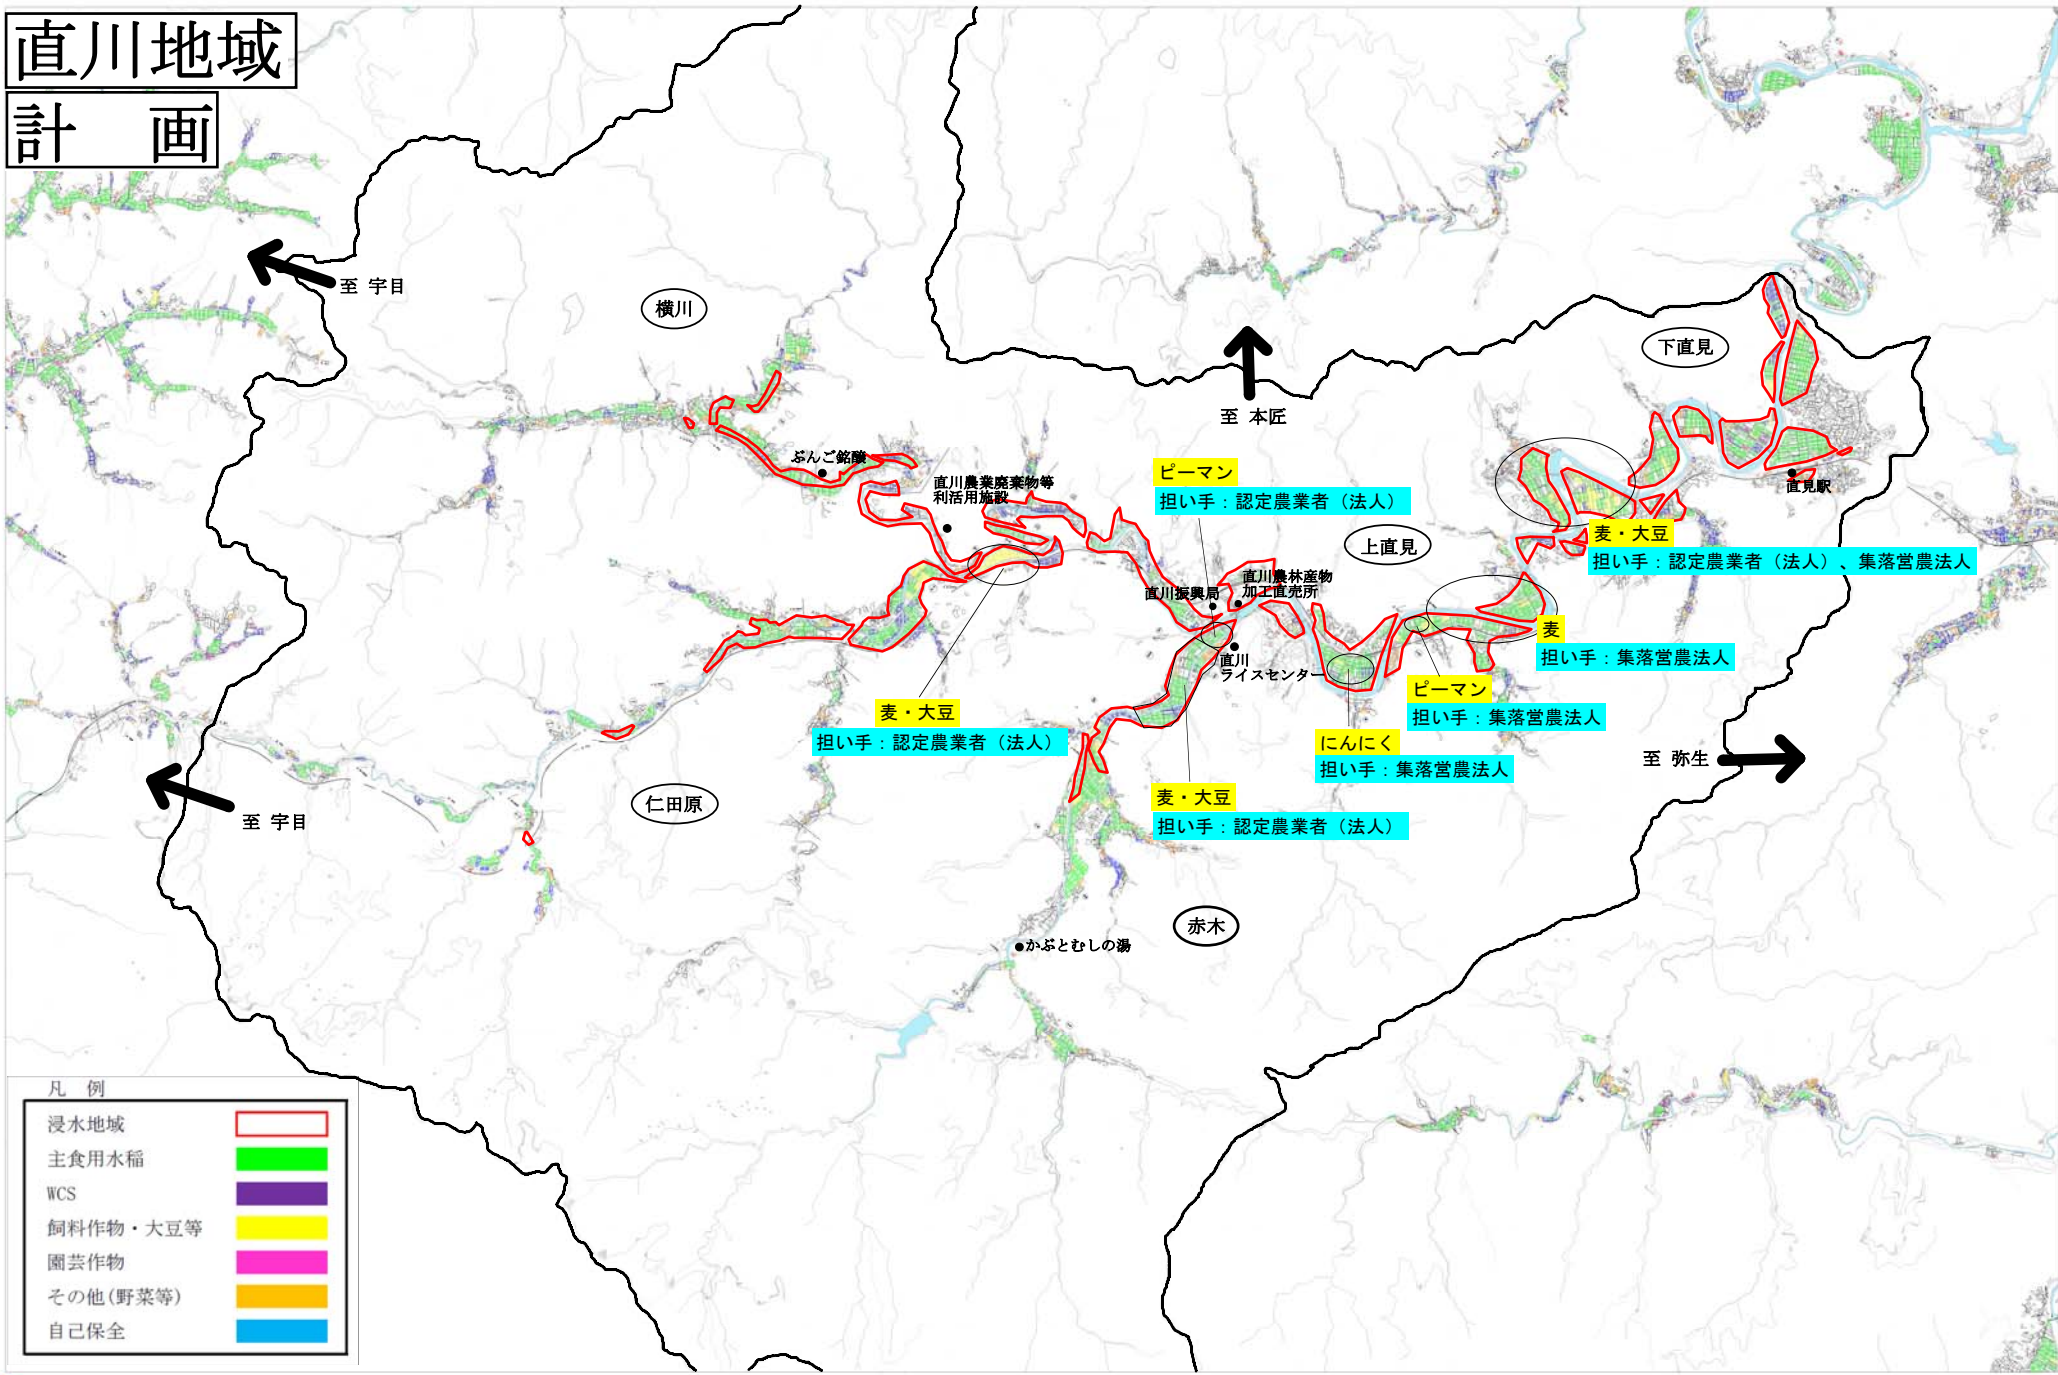 直川地域
計　画
至 宇目
横川
下直見
至 本匠
ぶんご銘醸
直川農業廃棄物等
利活用施設
ピーマン
担い手：認定農業者（法人）
直見駅
上直見
麦・大豆
担い手：認定農業者（法人）、集落営農法人
直川振興局
直川農林産物
加工直売所
麦
担い手：集落営農法人
直川
ライスセンター
ピーマン
担い手：集落営農法人
麦・大豆
担い手：認定農業者（法人）
にんにく
担い手：集落営農法人
至 弥生
仁田原
至 宇目
麦・大豆
担い手：認定農業者（法人）
赤木
かぶとむしの湯
凡　例
浸水地域
主食用水稲
WCS
飼料作物・大豆等
園芸作物
その他(野菜等)
自己保全